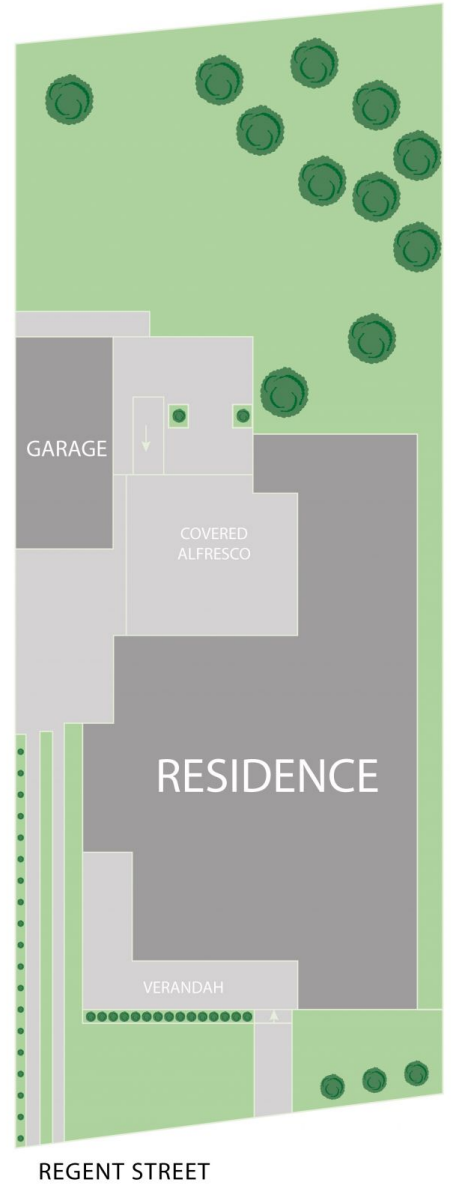 GARAGE
COVERED
ALFRESCO
RESIDENCE
VERANDAH
REGENT STREET